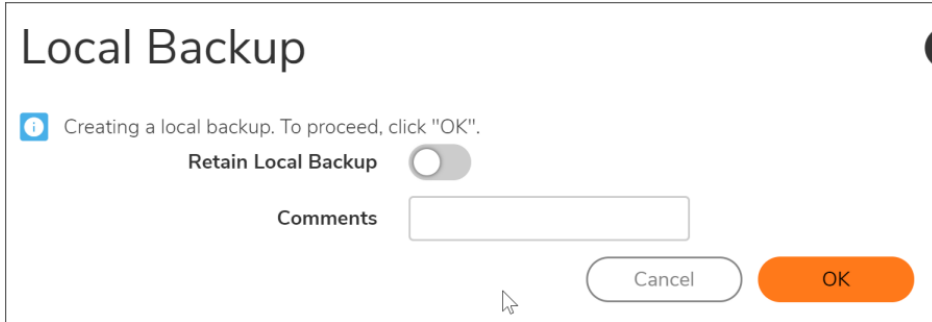 Local Backup
Creating a local backup. To proceed, click "OK".
Retain Local Backup
Comments
Cancel
OK